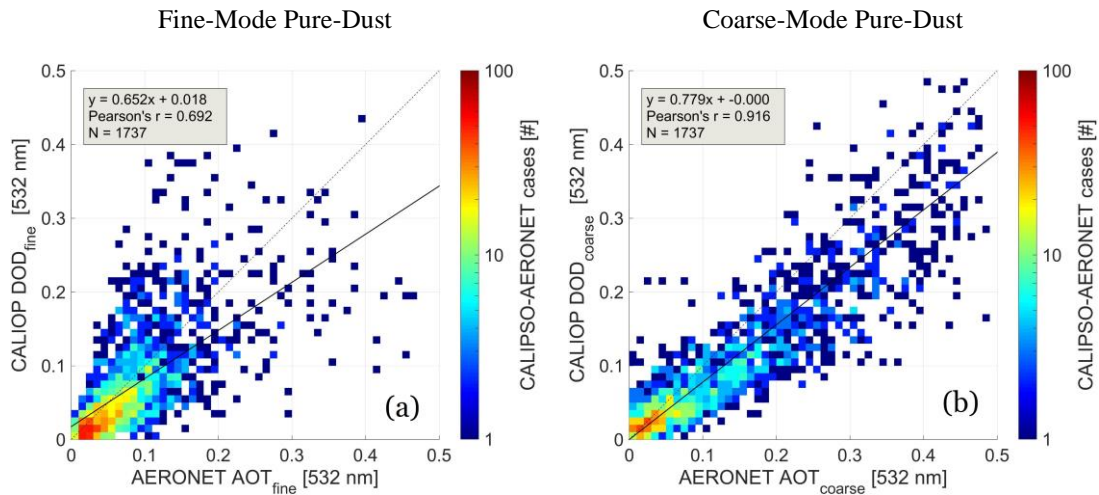 Fine-Mode Pure-Dust
Coarse-Mode Pure-Dust
y = 0.652x + 0.018
Pearson's r = 0.692
N = 1737
(a)
0.5
0.4
0.3
0.2
0.1
0
CALIOP DOD_fine [532 nm]
0 0.1 0.2 0.3 0.4 0.5
AERONET AOT_fine [532 nm]
100
10
1
CALIPSO-AERONET cases [#]
y = 0.779x + -0.000
Pearson's r = 0.916
N = 1737
(b)
0.5
0.4
0.3
0.2
0.1
0
CALIOP DOD_coarse [532 nm]
0 0.1 0.2 0.3 0.4 0.5
AERONET AOT_coarse [532 nm]
100
10
1
CALIPSO-AERONET cases [#]